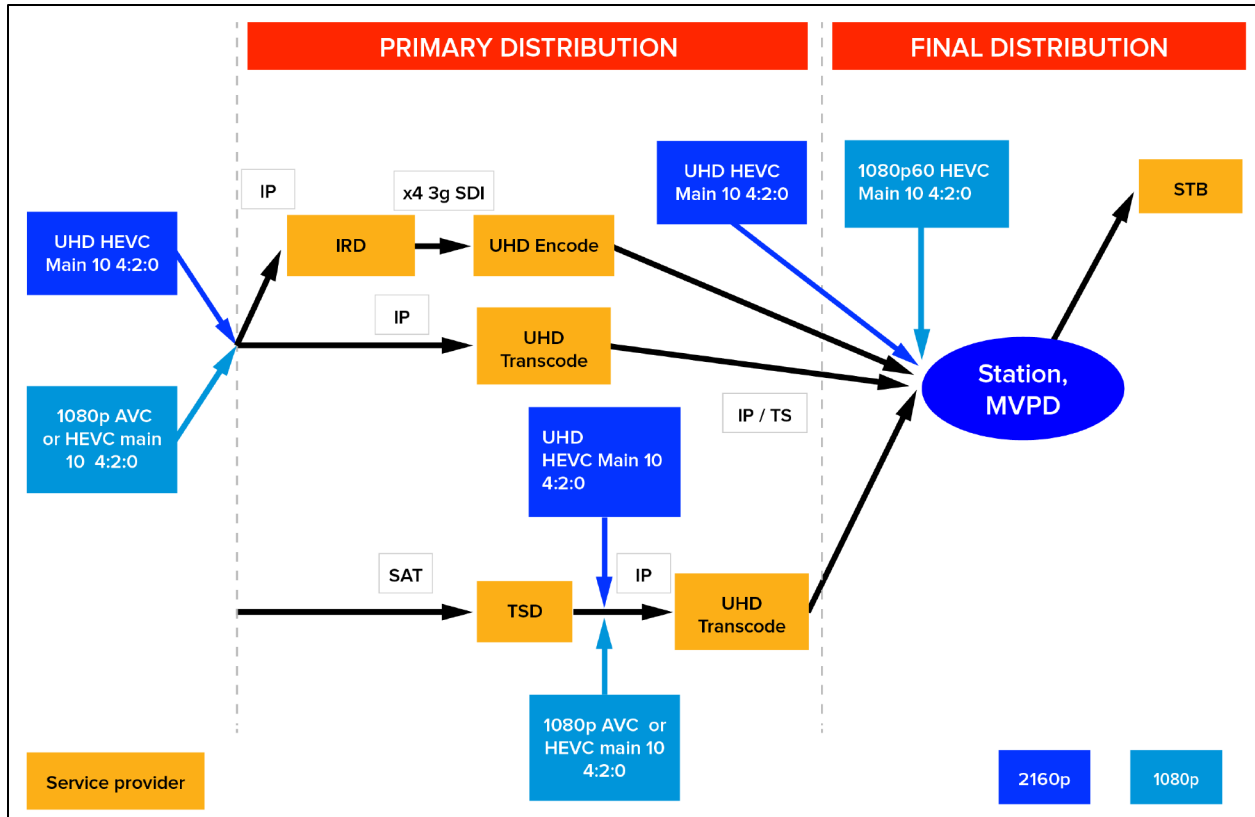 PRIMARY DISTRIBUTION
FINAL DISTRIBUTION
UHD HEVC
Main 10 4:2:0
1080p60 HEVC
Main 10 4:2:0
STB
IP
x4 3g SDI
UHD HEVC
Main 10 4:2:0
IRD
UHD Encode
IP
UHD
Transcode
Station,
MVPD
1080p AVC
or HEVC main
10 4:2:0
IP / TS
UHD
HEVC Main 10
4:2:0
SAT
IP
TSD
UHD
Transcode
1080p AVC or
HEVC main 10
4:2:0
Service provider
2160p
1080p